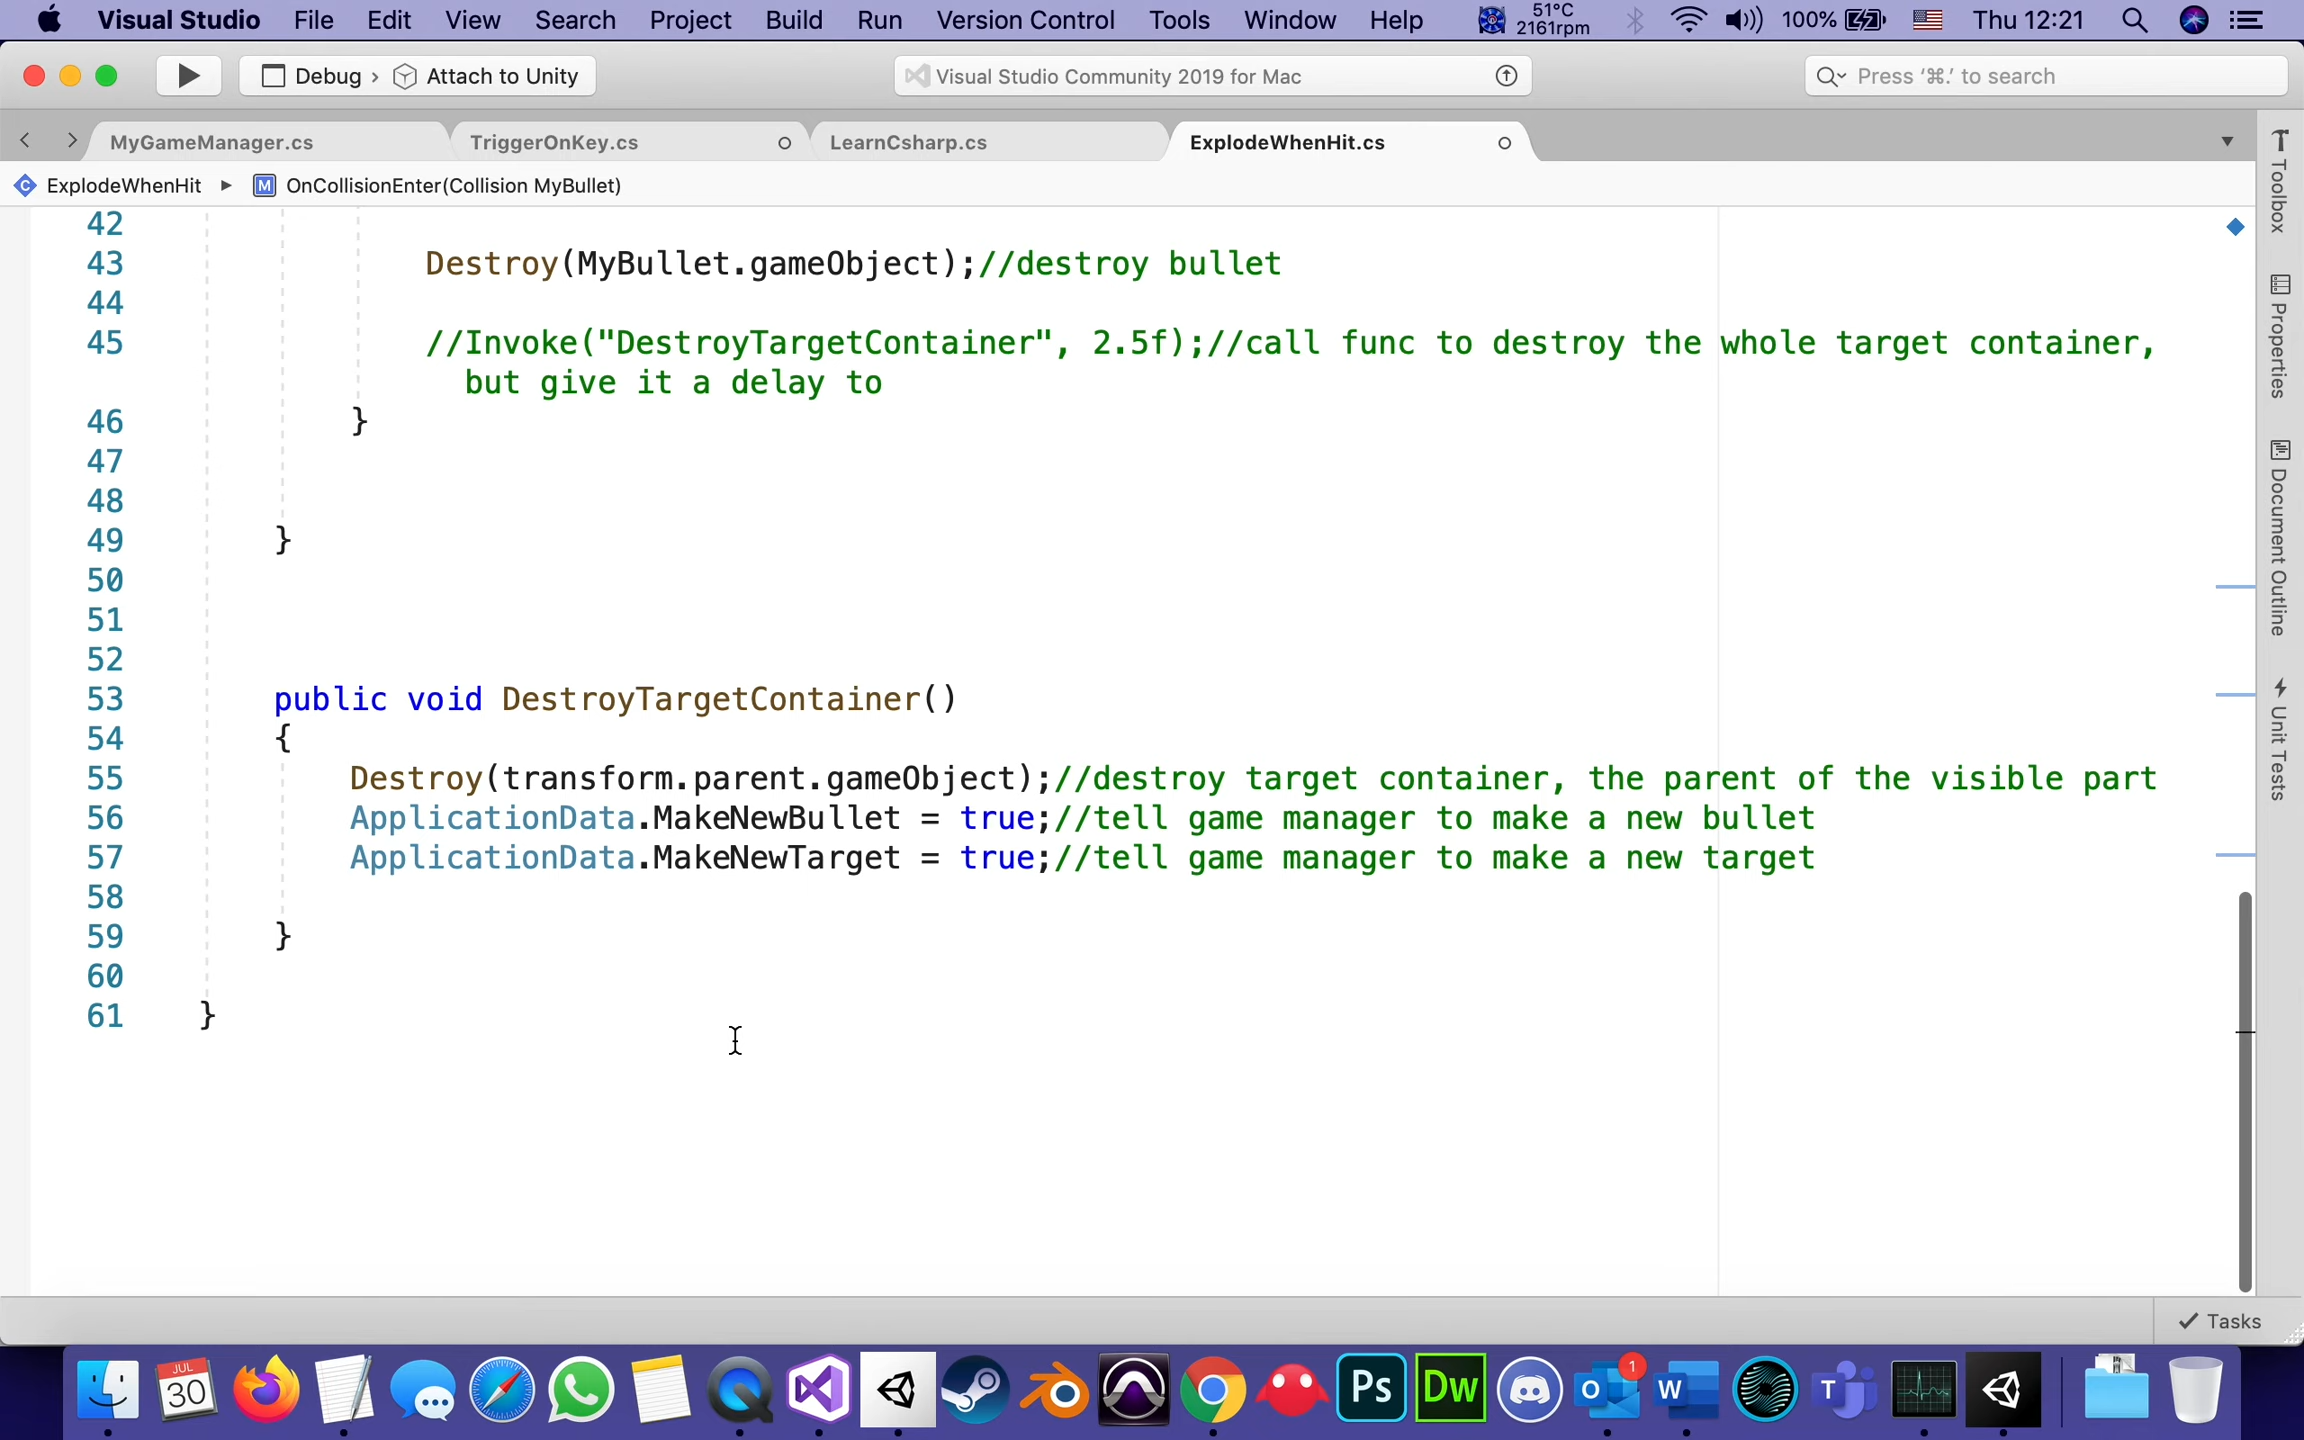 Visual Studio File Edit View Search Project Build Run Version Control Tools Window Help 51°C 2161rpm 100% Thu 12:21
Debug › Attach to Unity Visual Studio Community 2019 for Mac Press ‘⌘.’ to search
MyGameManager.cs TriggerOnKey.cs LearnCsharp.cs ExplodeWhenHit.cs
ExplodeWhenHit ▸ M OnCollisionEnter(Collision MyBullet)
42
43 Destroy(MyBullet.gameObject);//destroy bullet
44
45 //Invoke("DestroyTargetContainer", 2.5f);//call func to destroy the whole target container,
but give it a delay to
46 }
47
48
49 }
50
51
52
53 public void DestroyTargetContainer()
54 {
55 Destroy(transform.parent.gameObject);//destroy target container, the parent of the visible part
56 ApplicationData.MakeNewBullet = true;//tell game manager to make a new bullet
57 ApplicationData.MakeNewTarget = true;//tell game manager to make a new target
58
59 }
60
61 }
Toolbox
Properties
Document Outline
Unit Tests
Tasks
JUL
30
Ps
Dw
O
1
W
T